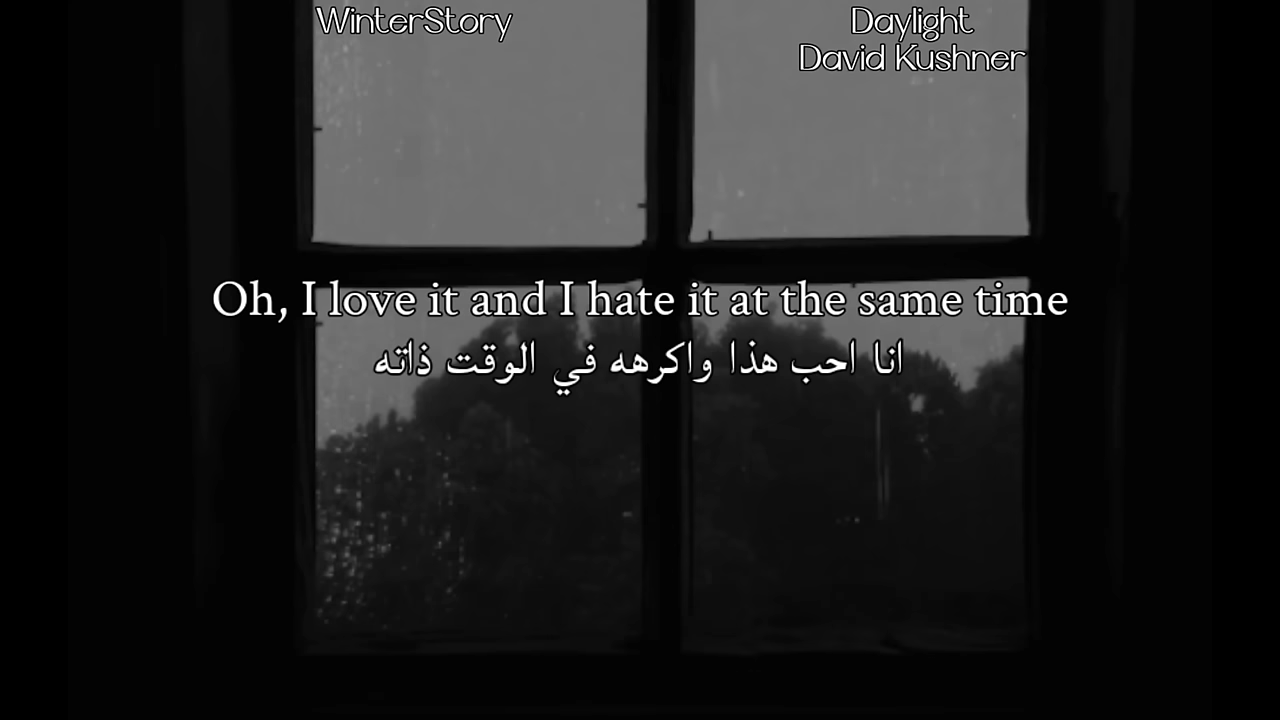 WinterStory
Daylight
David Kushner
Oh, I love it and I hate it at the same time
انا احب هذا واكرهه في الوقت ذاته